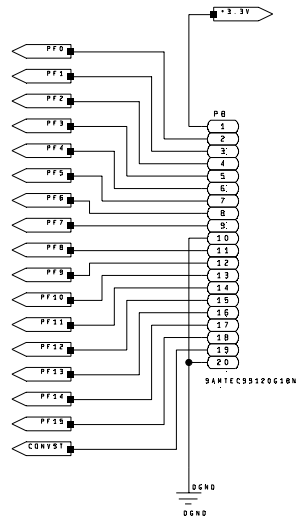 +3.3V
PF0
PF1
PF2
PF3
PF4
PF5
PF6
PF7
PF8
PF9
PF10
PF11
PF12
PF13
PF14
PF15
CONVST
P8
1
2
3
4
5
6
7
8
9
10
11
12
13
14
15
16
17
18
19
20
DGND
DGND